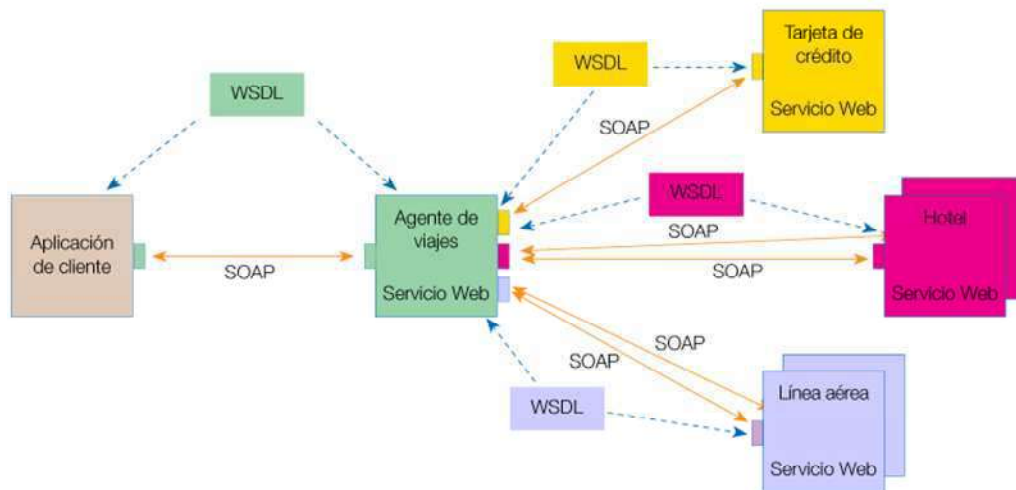 Tarjeta de
crédito
Servicio Web
WSDL
SOAP
WSDL
WSDL
Hotel
Servicio Web
SOAP
SOAP
Aplicación
de cliente
SOAP
Agente de
viajes
Servicio Web
SOAP
SOAP
WSDL
Línea aérea
Servicio Web